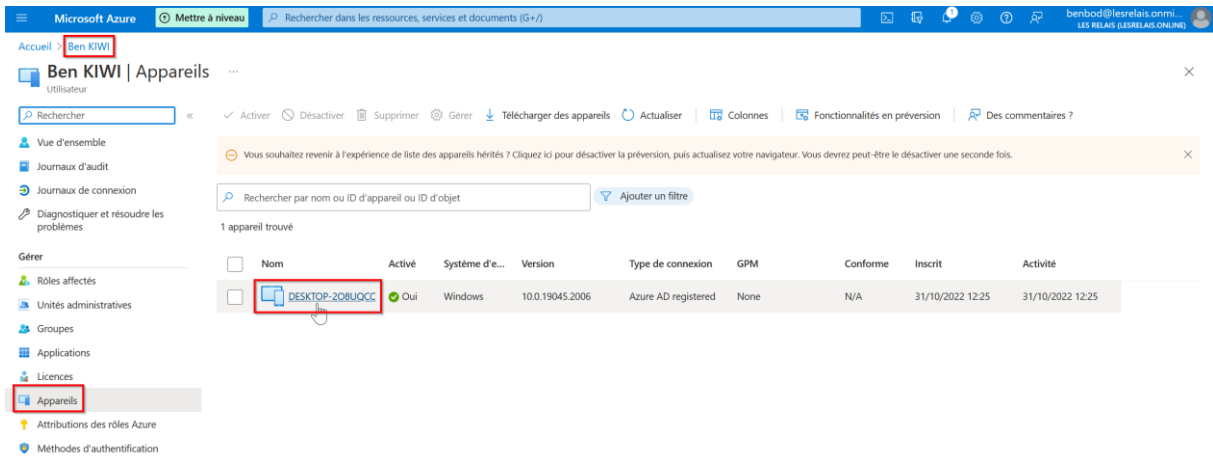 Microsoft Azure
Mettre à niveau
Rechercher dans les ressources, services et documents (G+/)
1
benbod@lesrelais.onmi...
LES RELAIS (LESRELAIS.ONLINE)
Accueil > Ben KIWI
Ben KIWI | Appareils ...
Utilisateur
Rechercher
«
Activer Désactiver Supprimer Gérer Télécharger des appareils Actualiser Colonnes Fonctionnalités en préversion Des commentaires ?
Vue d'ensemble
Journaux d'audit
Journaux de connexion
Diagnostiquer et résoudre les
problèmes
Gérer
Rôles affectés
Unités administratives
Groupes
Applications
Licences
Appareils
Attributions des rôles Azure
Méthodes d'authentification
Vous souhaitez revenir à l'expérience de liste des appareils hérités ? Cliquez ici pour désactiver la préversion, puis actualisez votre navigateur. Vous devrez peut-être le désactiver une seconde fois.
Rechercher par nom ou ID d'appareil ou ID d'objet
Ajouter un filtre
1 appareil trouvé
Nom Activé Système d'e... Version Type de connexion GPM Conforme Inscrit Activité
DESKTOP-2O8UQCC Oui Windows 10.0.19045.2006 Azure AD registered None N/A 31/10/2022 12:25 31/10/2022 12:25